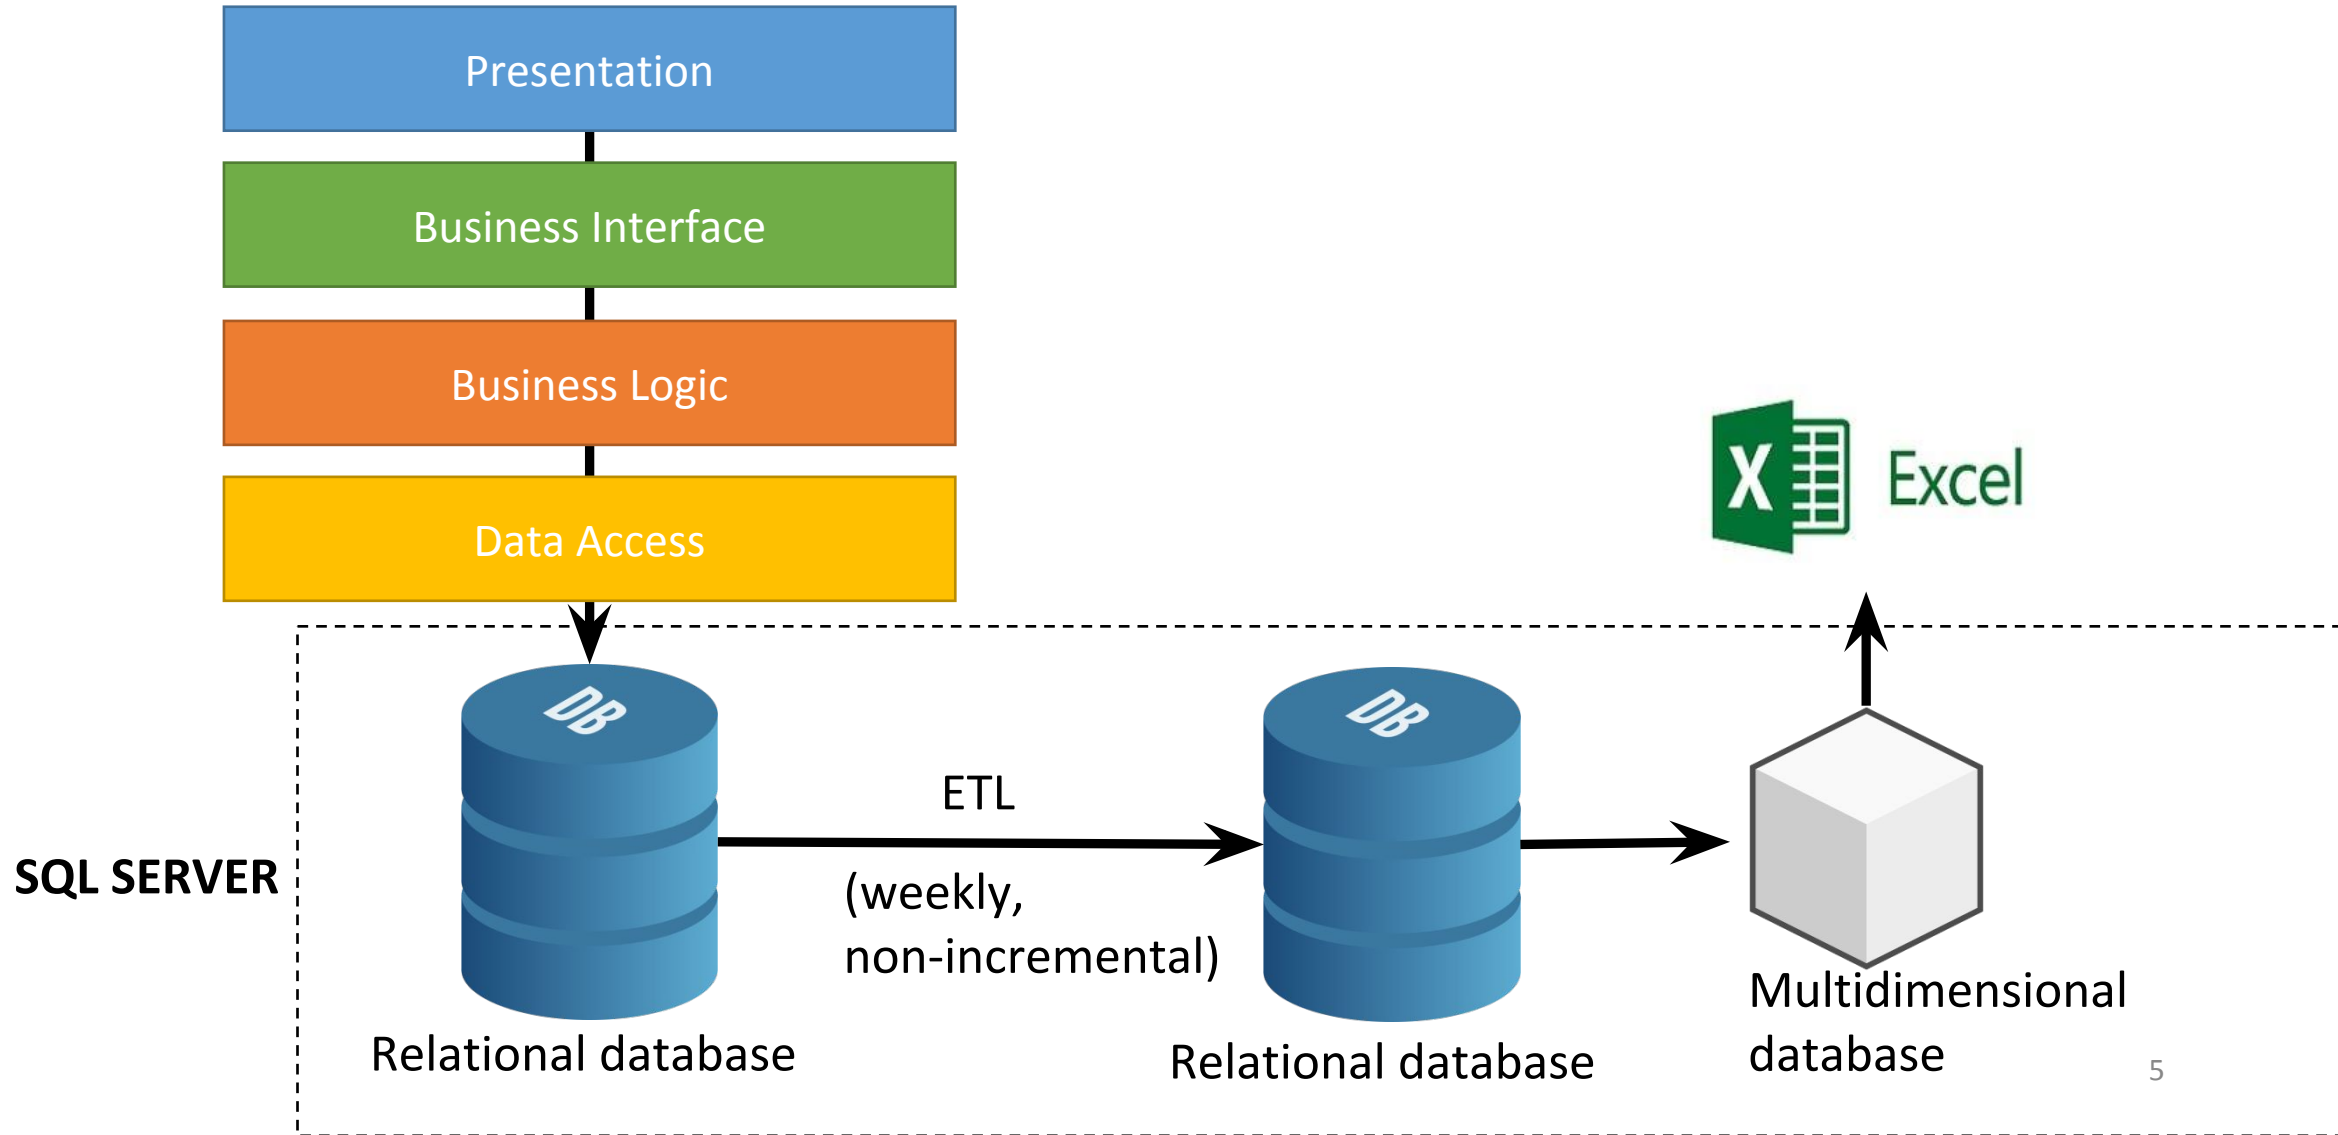 Presentation
Business Interface
Business Logic
Data Access
X
Excel
SQL SERVER
DB
DB
ETL
(weekly,
non-incremental)
Relational database
Relational database
Multidimensional
database
5